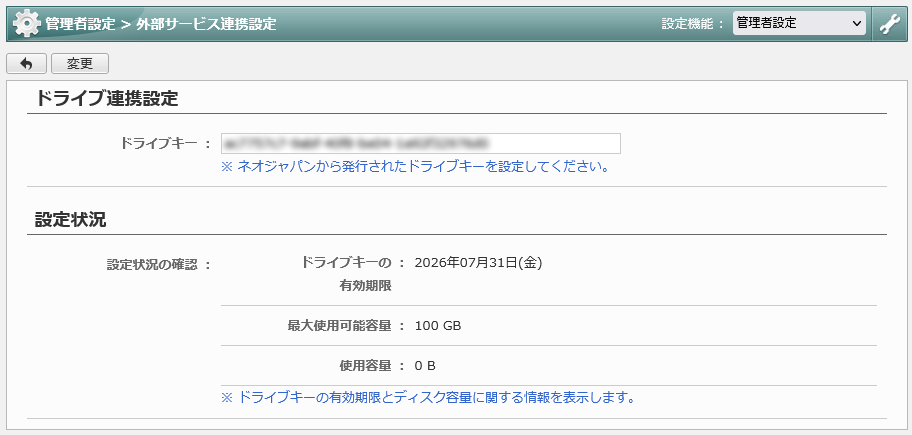 管理者設定 > 外部サービス連携設定
設定機能 : 管理者設定
変更
ドライブ連携設定
ドライブキー :
※ ネオジャパンから発行されたドライブキーを設定してください。
設定状況
設定状況の確認 :
ドライブキーの : 2026年07月31日(金)
有効期限
最大使用可能容量 : 100 GB
使用容量 : 0 B
※ ドライブキーの有効期限とディスク容量に関する情報を表示します。